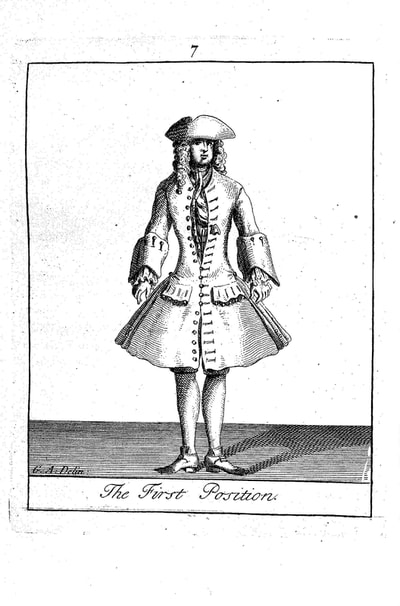 7
G. A. Delin:
The First Position.